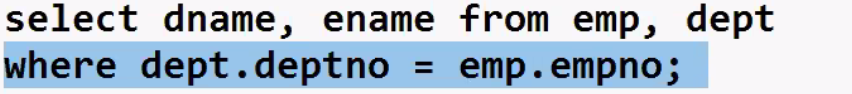 select dname, ename from emp, dept
where dept.deptno = emp.empno;